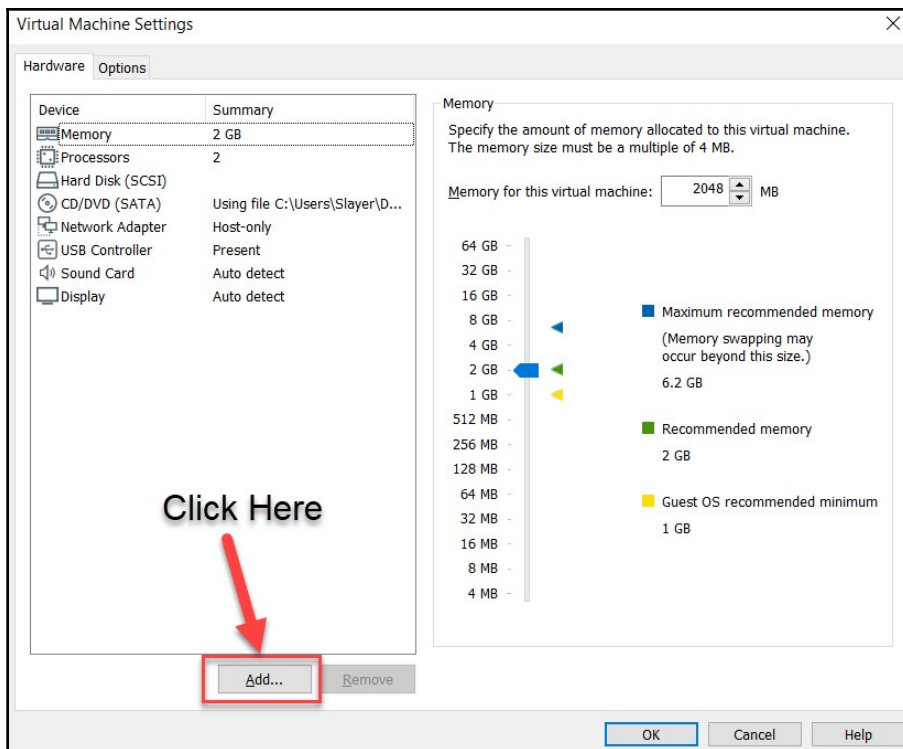 Virtual Machine Settings
Hardware Options
Device Summary
Memory 2 GB
Processors 2
Hard Disk (SCSI)
CD/DVD (SATA) Using file C:\Users\Slayer\D...
Network Adapter Host-only
USB Controller Present
Sound Card Auto detect
Display Auto detect
Click Here
Add... Remove
Memory
Specify the amount of memory allocated to this virtual machine.
The memory size must be a multiple of 4 MB.
Memory for this virtual machine: 2048 MB
64 GB
32 GB
16 GB
8 GB
4 GB
2 GB
1 GB
512 MB
256 MB
128 MB
64 MB
32 MB
16 MB
8 MB
4 MB
Maximum recommended memory
(Memory swapping may
occur beyond this size.)
6.2 GB
Recommended memory
2 GB
Guest OS recommended minimum
1 GB
OK Cancel Help